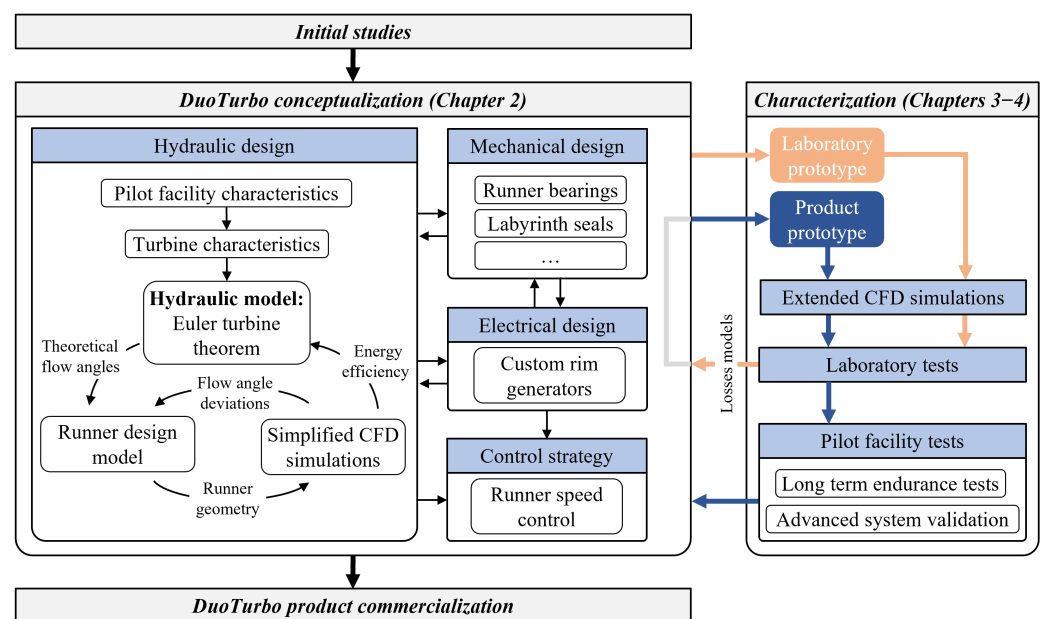 Initial studies
DuoTurbo conceptualization (Chapter 2)
Hydraulic design
Pilot facility characteristics
Turbine characteristics
Hydraulic model:
Euler turbine
theorem
Theoretical
flow angles
Energy
efficiency
Flow angle
deviations
Runner design
model
Simplified CFD
simulations
Runner
geometry
Mechanical design
Runner bearings
Labyrinth seals
…
Electrical design
Custom rim
generators
Control strategy
Runner speed
control
Losses models
Characterization (Chapters 3−4)
Laboratory
prototype
Product
prototype
Extended CFD simulations
Laboratory tests
Pilot facility tests
Long term endurance tests
Advanced system validation
DuoTurbo product commercialization